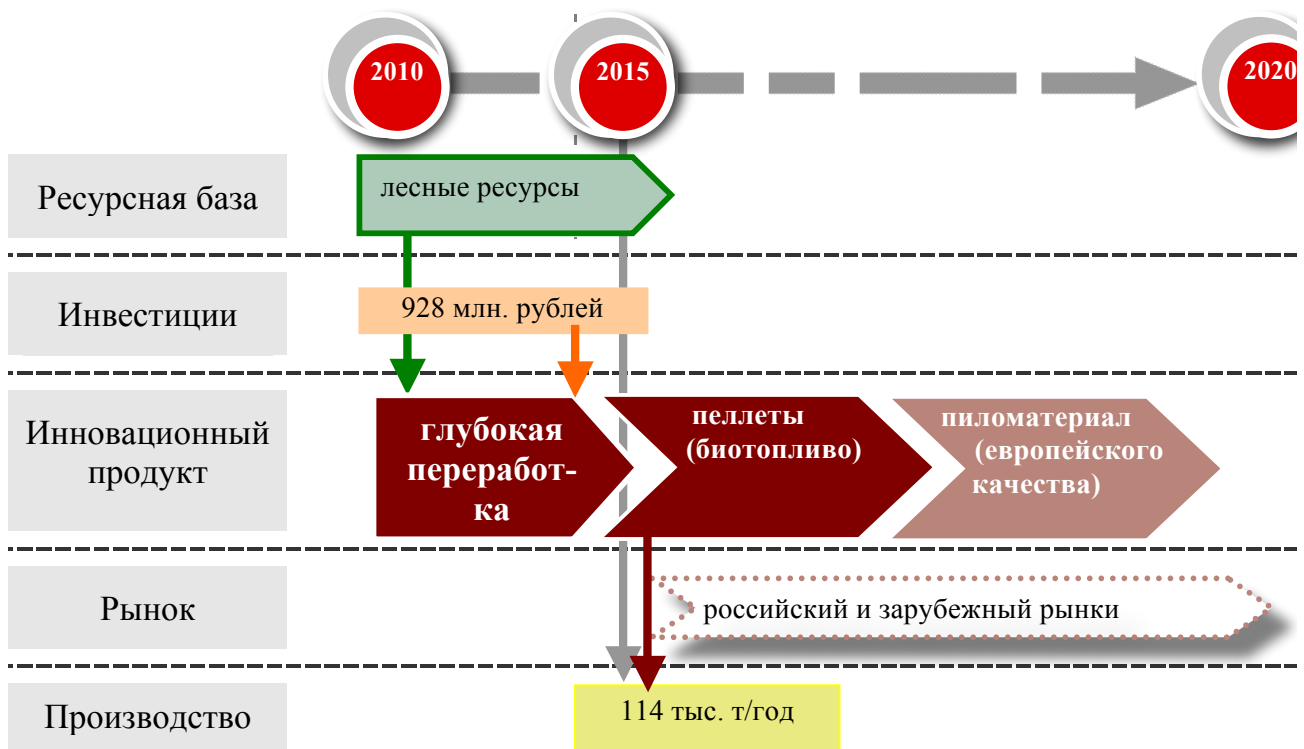 2010
2015
2020
Ресурсная база
лесные ресурсы
Инвестиции
928 млн. рублей
Инновационный
продукт
глубокая
переработ-
ка
пеллеты
(биотопливо)
пиломатериал
(европейского
качества)
Рынок
российский и зарубежный рынки
Производство
114 тыс. т/год